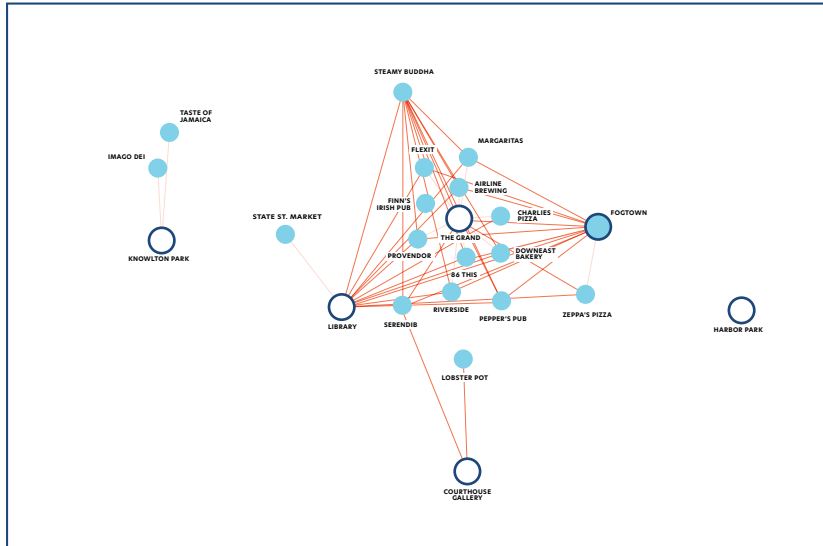 STEAMY BUDDHA
TASTE OF
JAMAICA
MARGARITAS
FLEXIT
IMAGO DEI
AIRLINE
BREWING
FINN'S
IRISH PUB
CHARLIES
PIZZA
FOGTOWN
STATE ST. MARKET
THE GRAND
PROVENDOR
DOWNEAST
BAKERY
KNOWLTON PARK
86 THIS
RIVERSIDE
ZEPPA'S PIZZA
PEPPER'S PUB
LIBRARY
SERENDIB
HARBOR PARK
LOBSTER POT
COURTHOUSE
GALLERY